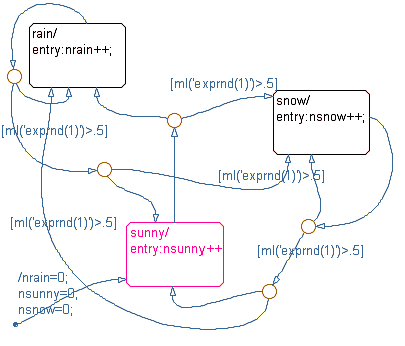 rain/
entry:nrain++;
[ml('exprnd(1)')>.5]
snow/
entry:nsnow++;
[ml('exprnd(1)')>.5]
[ml('exprnd(1)')>.5]
[ml('exprnd(1)')>.5]
sunny/
entry:nsunny++
[ml('exprnd(1)')>.5]
/nrain=0;
nsunny=0;
nsnow=0;